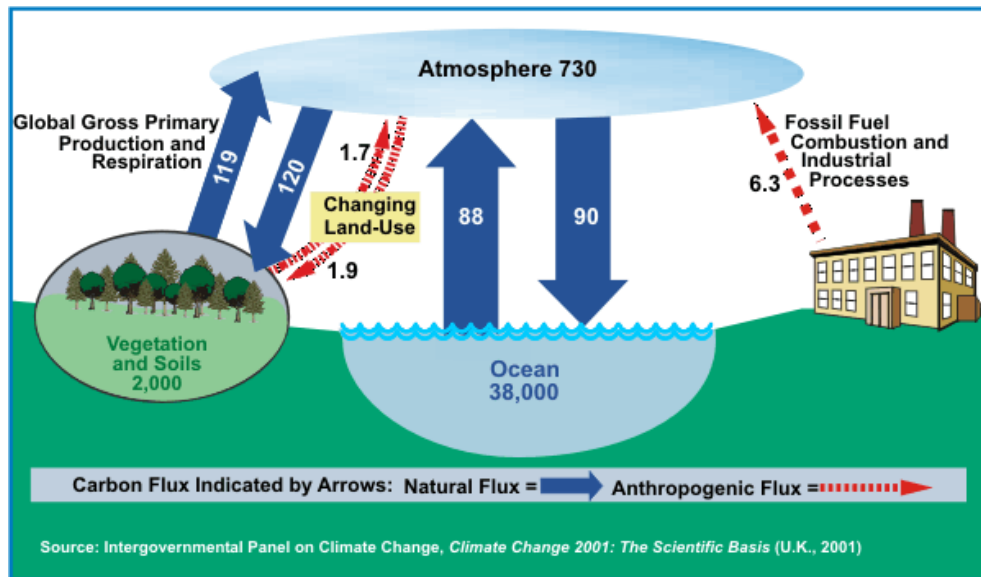 Atmosphere 730
Global Gross Primary
Production and
Respiration
119
120
1.7
Changing
Land-Use
1.9
88
90
Fossil Fuel
Combustion and
Industrial
Processes
6.3
Vegetation
and Soils
2,000
Ocean
38,000
Carbon Flux Indicated by Arrows: Natural Flux = Anthropogenic Flux =
Source: Intergovernmental Panel on Climate Change, Climate Change 2001: The Scientific Basis (U.K., 2001)